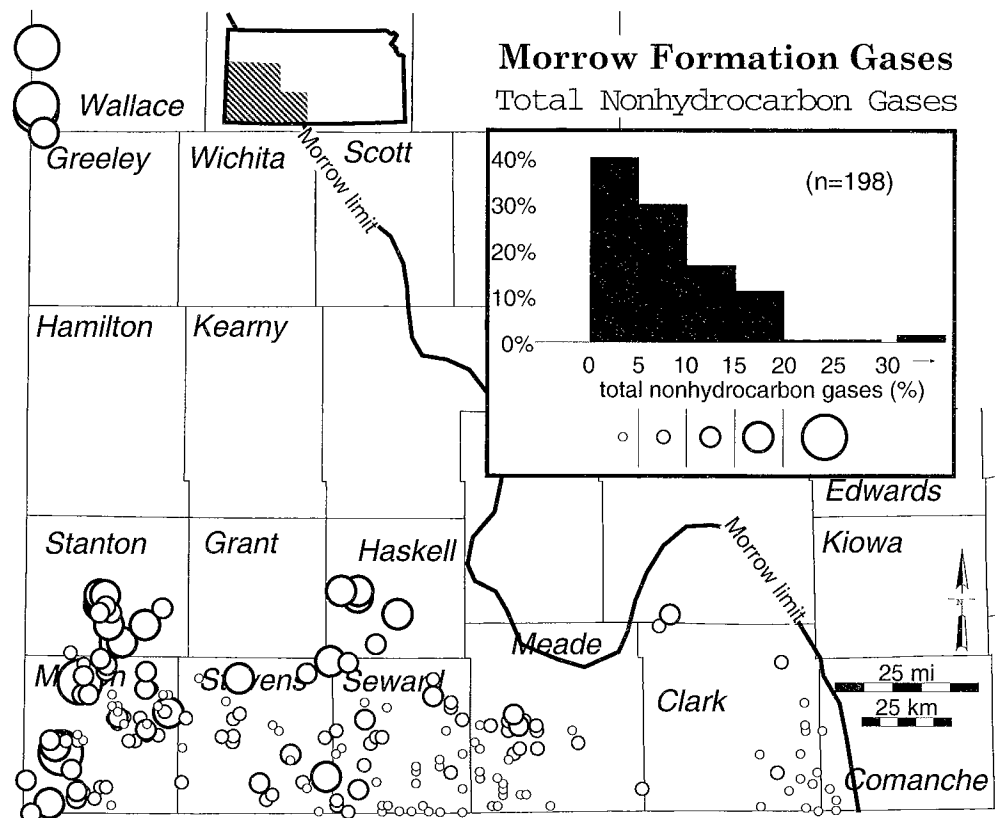 Morrow Formation Gases
Total Nonhydrocarbon Gases
Wallace
Greeley
Wichita
Scott
Morrow limit
40%
(n=198)
30%
20%
10%
0%
0 5 10 15 20 25 30
total nonhydrocarbon gases (%)
Hamilton
Kearny
Edwards
Stanton
Grant
Haskell
Kiowa
Morrow limit
N
Meade
Stevens
Seward
Clark
25 mi
25 km
Comanche